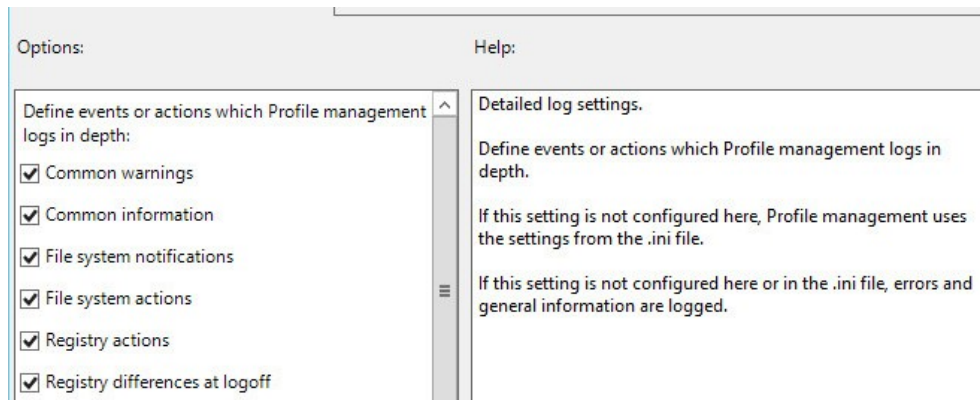 Options:
Help:
Define events or actions which Profile management
logs in depth:
Common warnings
Common information
File system notifications
File system actions
Registry actions
Registry differences at logoff
Detailed log settings.
Define events or actions which Profile management logs in
depth.
If this setting is not configured here, Profile management uses
the settings from the .ini file.
If this setting is not configured here or in the .ini file, errors and
general information are logged.